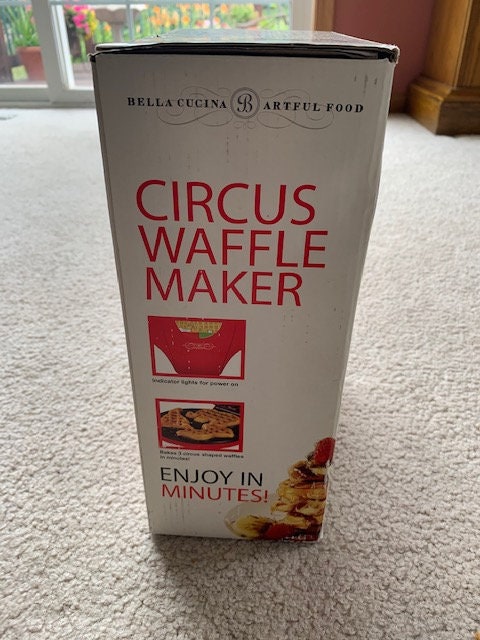 BELLA CUCINA B ARTFUL FOOD
CIRCUS
WAFFLE
MAKER
Indicator lights for power on
Bakes 3 circus shaped waffles
in minutes!
ENJOY IN
MINUTES!